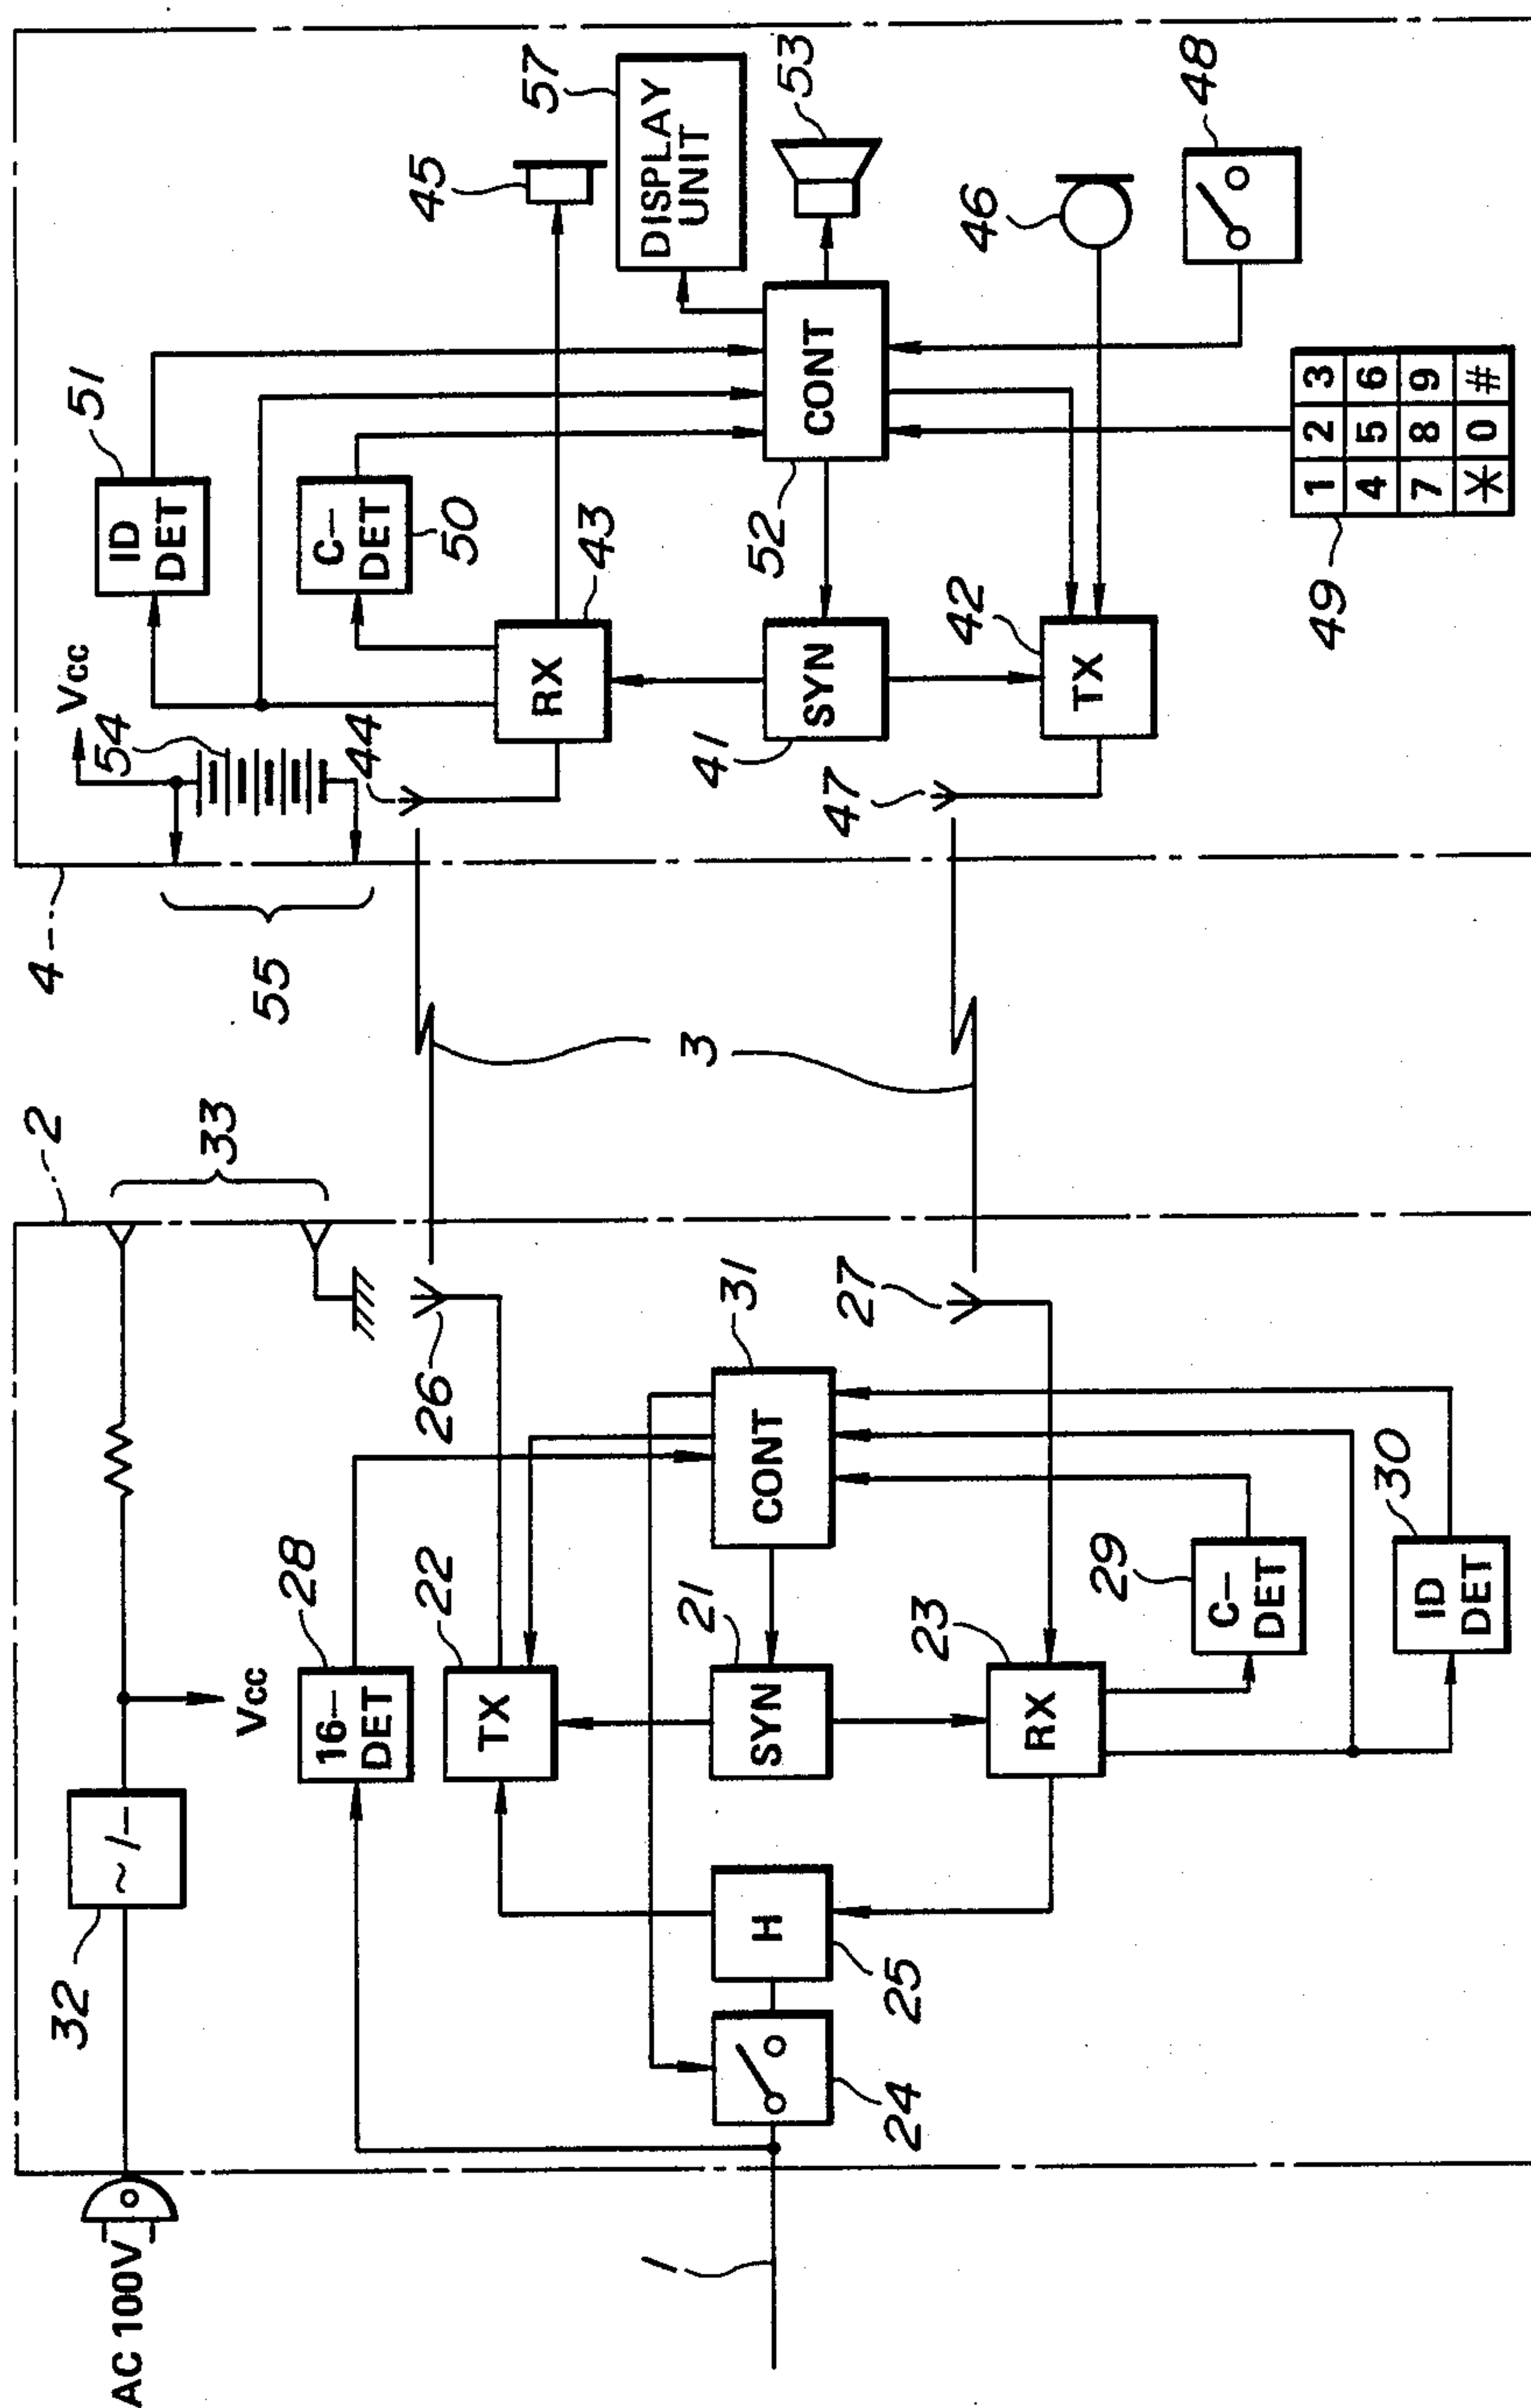 AC 100V
32
~/–
Vcc
33
2
28
16–
DET
22
TX
26
31
CONT
21
SYN
H
25
24
1
23
RX
27
29
C–
DET
30
ID
DET
3
4
55
54
Vcc
51
ID
DET
C–
DET
50
44
RX
43
45
57
DISPLAY
UNIT
53
CONT
52
SYN
41
47
42
TX
46
48
49
1 2 3
4 5 6
7 8 9
* 0 #